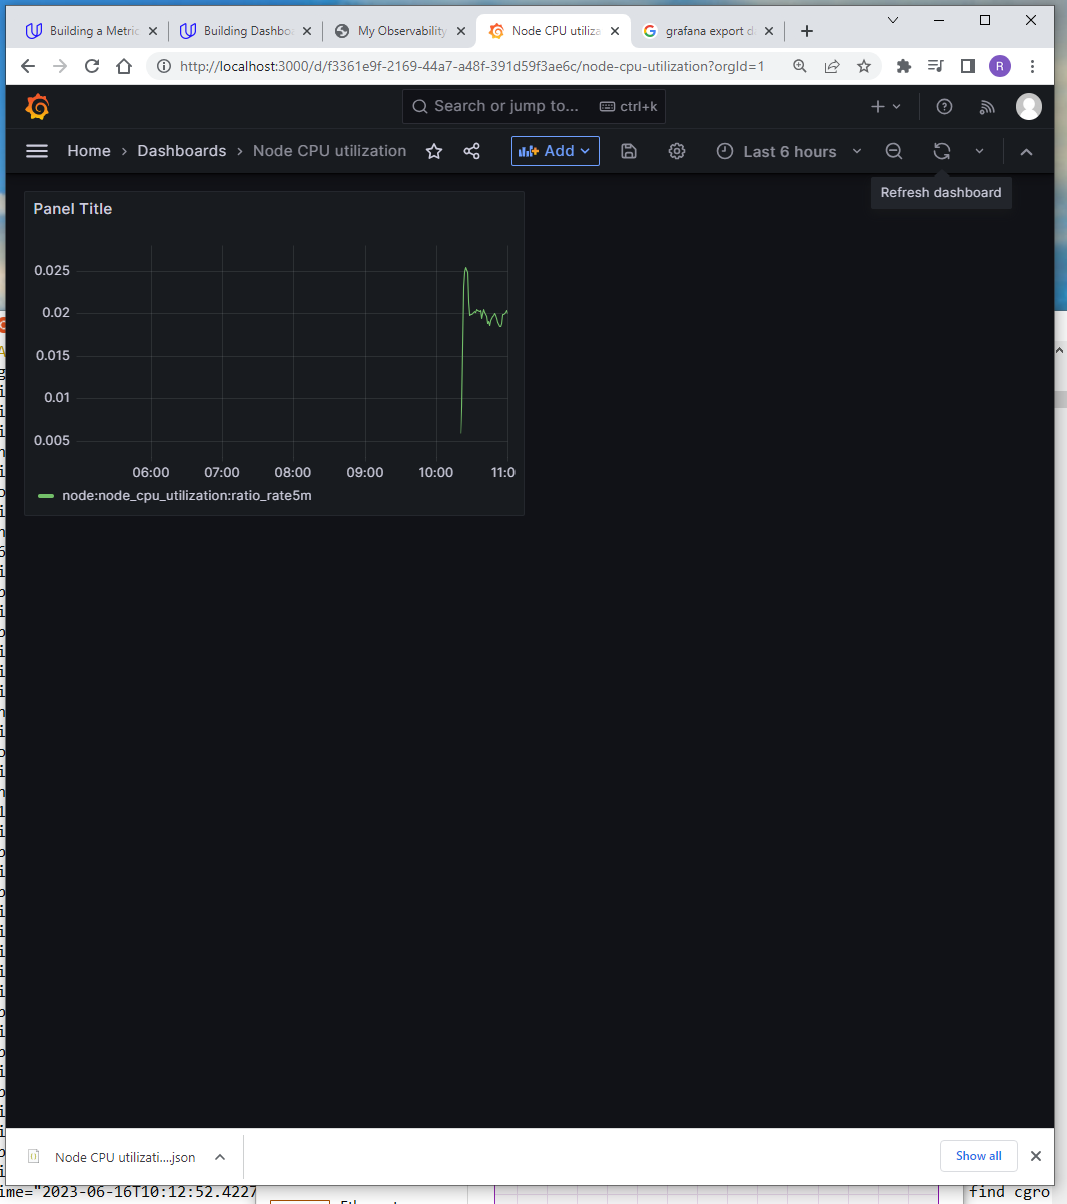 Building a Metric
Building Dashbo
My Observability
Node CPU utiliza
grafana export d
http://localhost:3000/d/f3361e9f-2169-44a7-a48f-391d59f3ae6c/node-cpu-utilization?orgId=1
R
Search or jump to... ctrl+k
Home › Dashboards › Node CPU utilization
Add
Last 6 hours
Refresh dashboard
Panel Title
0.025
0.02
0.015
0.01
0.005
06:00 07:00 08:00 09:00 10:00 11:0
node:node_cpu_utilization:ratio_rate5m
Node CPU utilizati....json
Show all
ime="2023-06-16T10:12:52.4227
find cgro